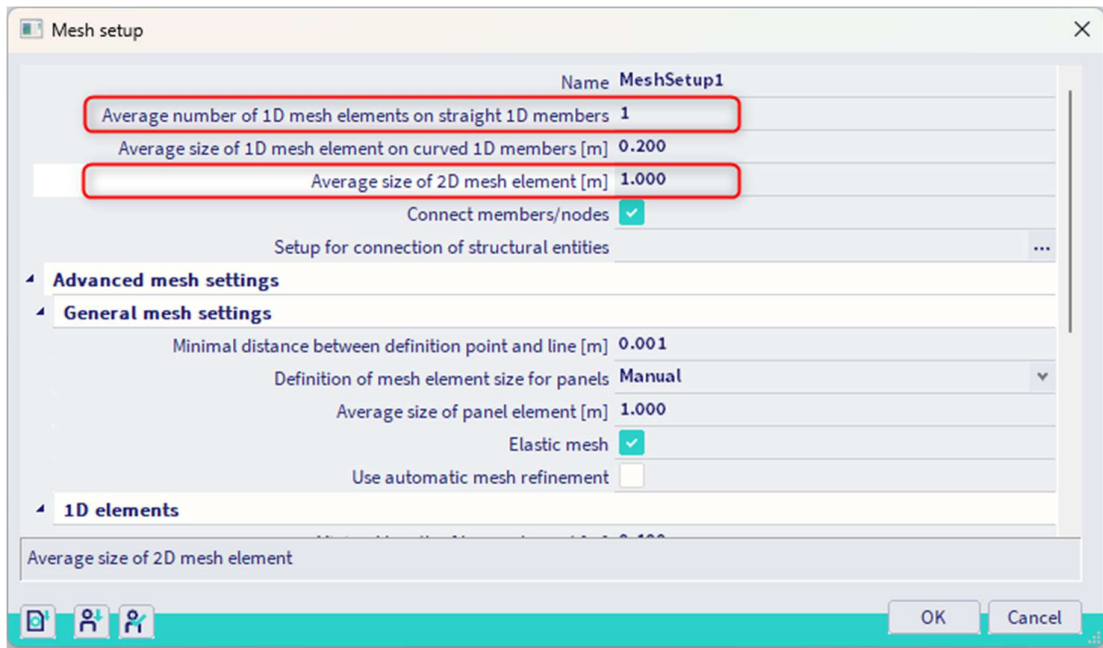 Mesh setup
Name MeshSetup1
Average number of 1D mesh elements on straight 1D members 1
Average size of 1D mesh element on curved 1D members [m] 0.200
Average size of 2D mesh element [m] 1.000
Connect members/nodes
Setup for connection of structural entities ...
Advanced mesh settings
General mesh settings
Minimal distance between definition point and line [m] 0.001
Definition of mesh element size for panels Manual
Average size of panel element [m] 1.000
Elastic mesh
Use automatic mesh refinement
1D elements
Average size of 2D mesh element
OK Cancel